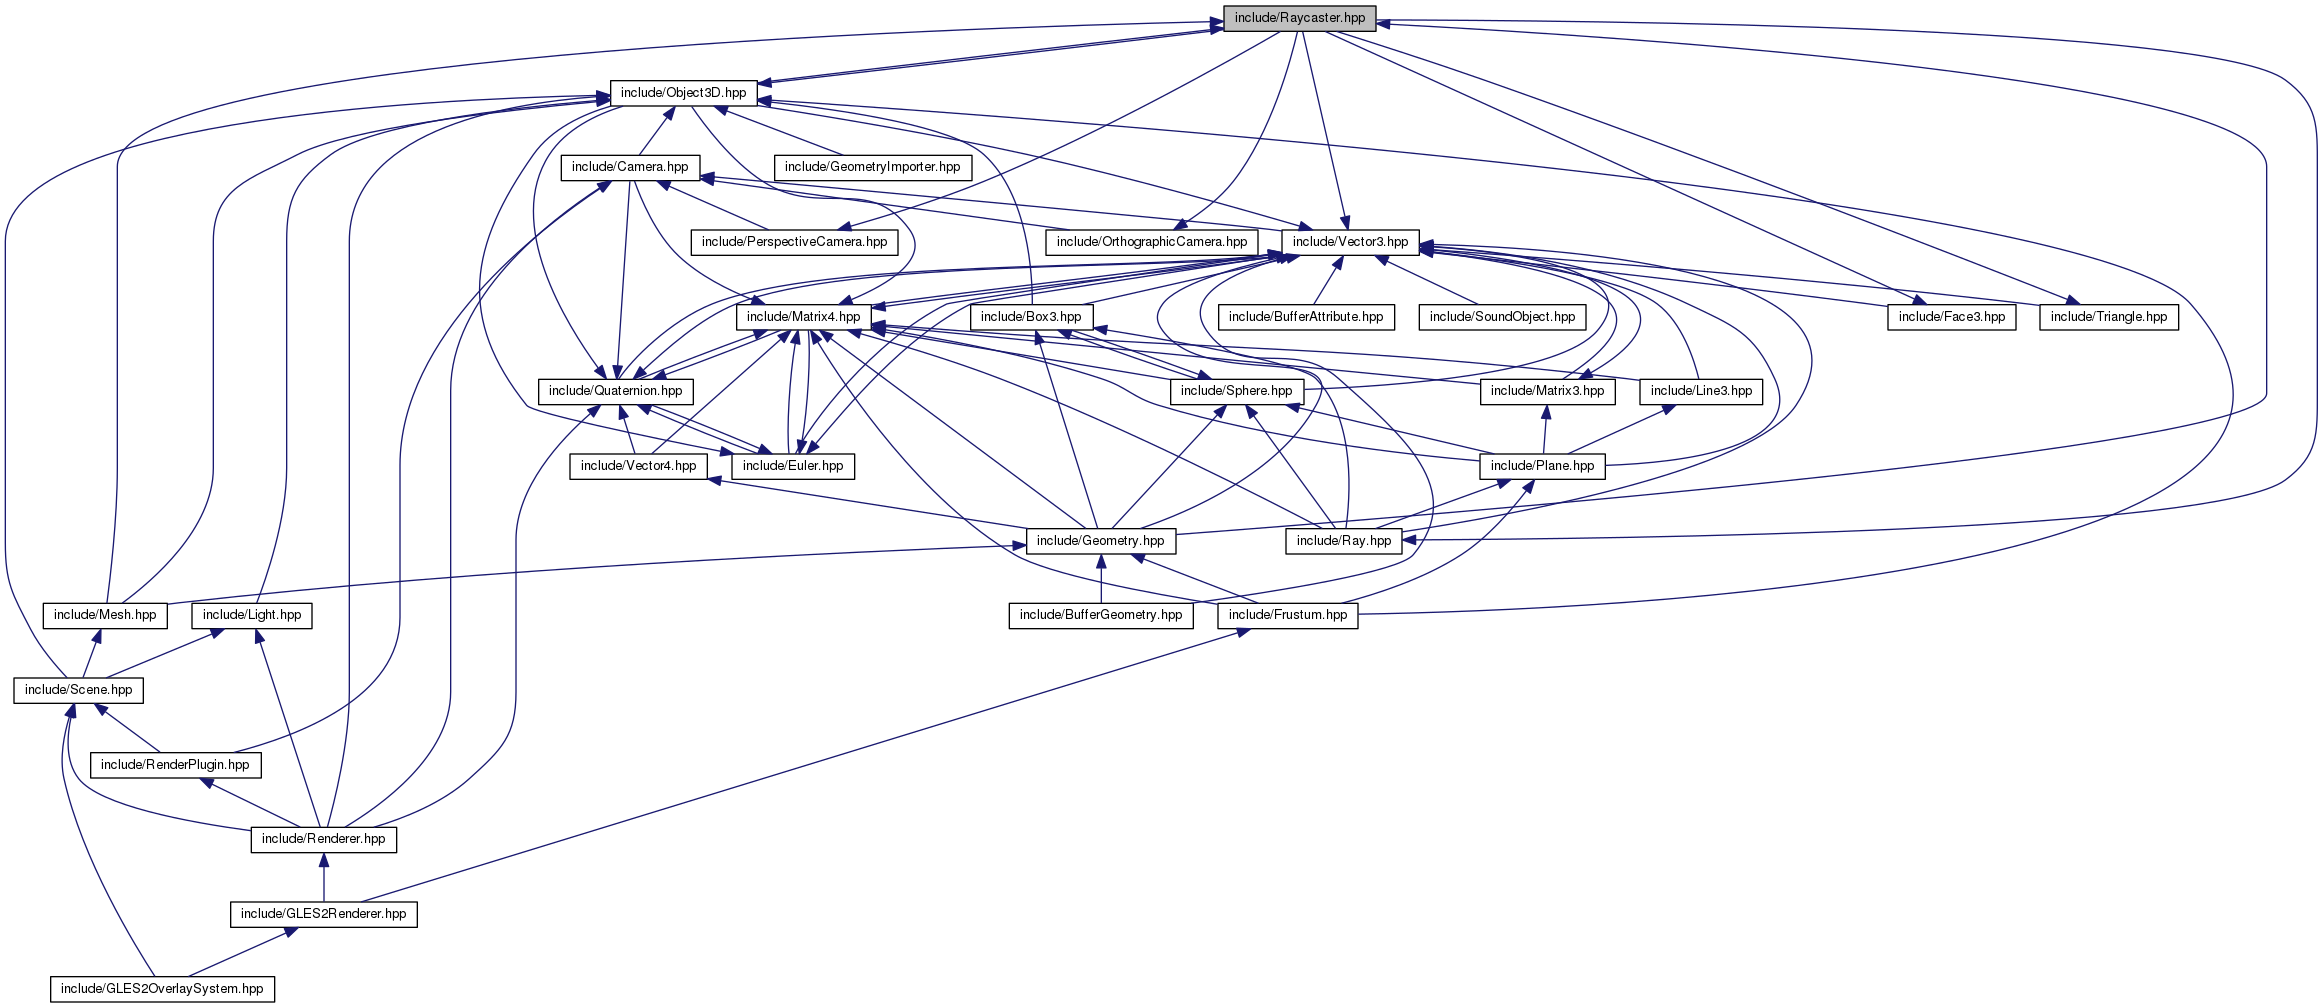 include/Raycaster.hpp
include/Object3D.hpp
include/Camera.hpp
include/GeometryImporter.hpp
include/PerspectiveCamera.hpp
include/OrthographicCamera.hpp
include/Vector3.hpp
include/Matrix4.hpp
include/Box3.hpp
include/BufferAttribute.hpp
include/SoundObject.hpp
include/Face3.hpp
include/Triangle.hpp
include/Quaternion.hpp
include/Sphere.hpp
include/Matrix3.hpp
include/Line3.hpp
include/Vector4.hpp
include/Euler.hpp
include/Plane.hpp
include/Geometry.hpp
include/Ray.hpp
include/Mesh.hpp
include/Light.hpp
include/BufferGeometry.hpp
include/Frustum.hpp
include/Scene.hpp
include/RenderPlugin.hpp
include/Renderer.hpp
include/GLES2Renderer.hpp
include/GLES2OverlaySystem.hpp